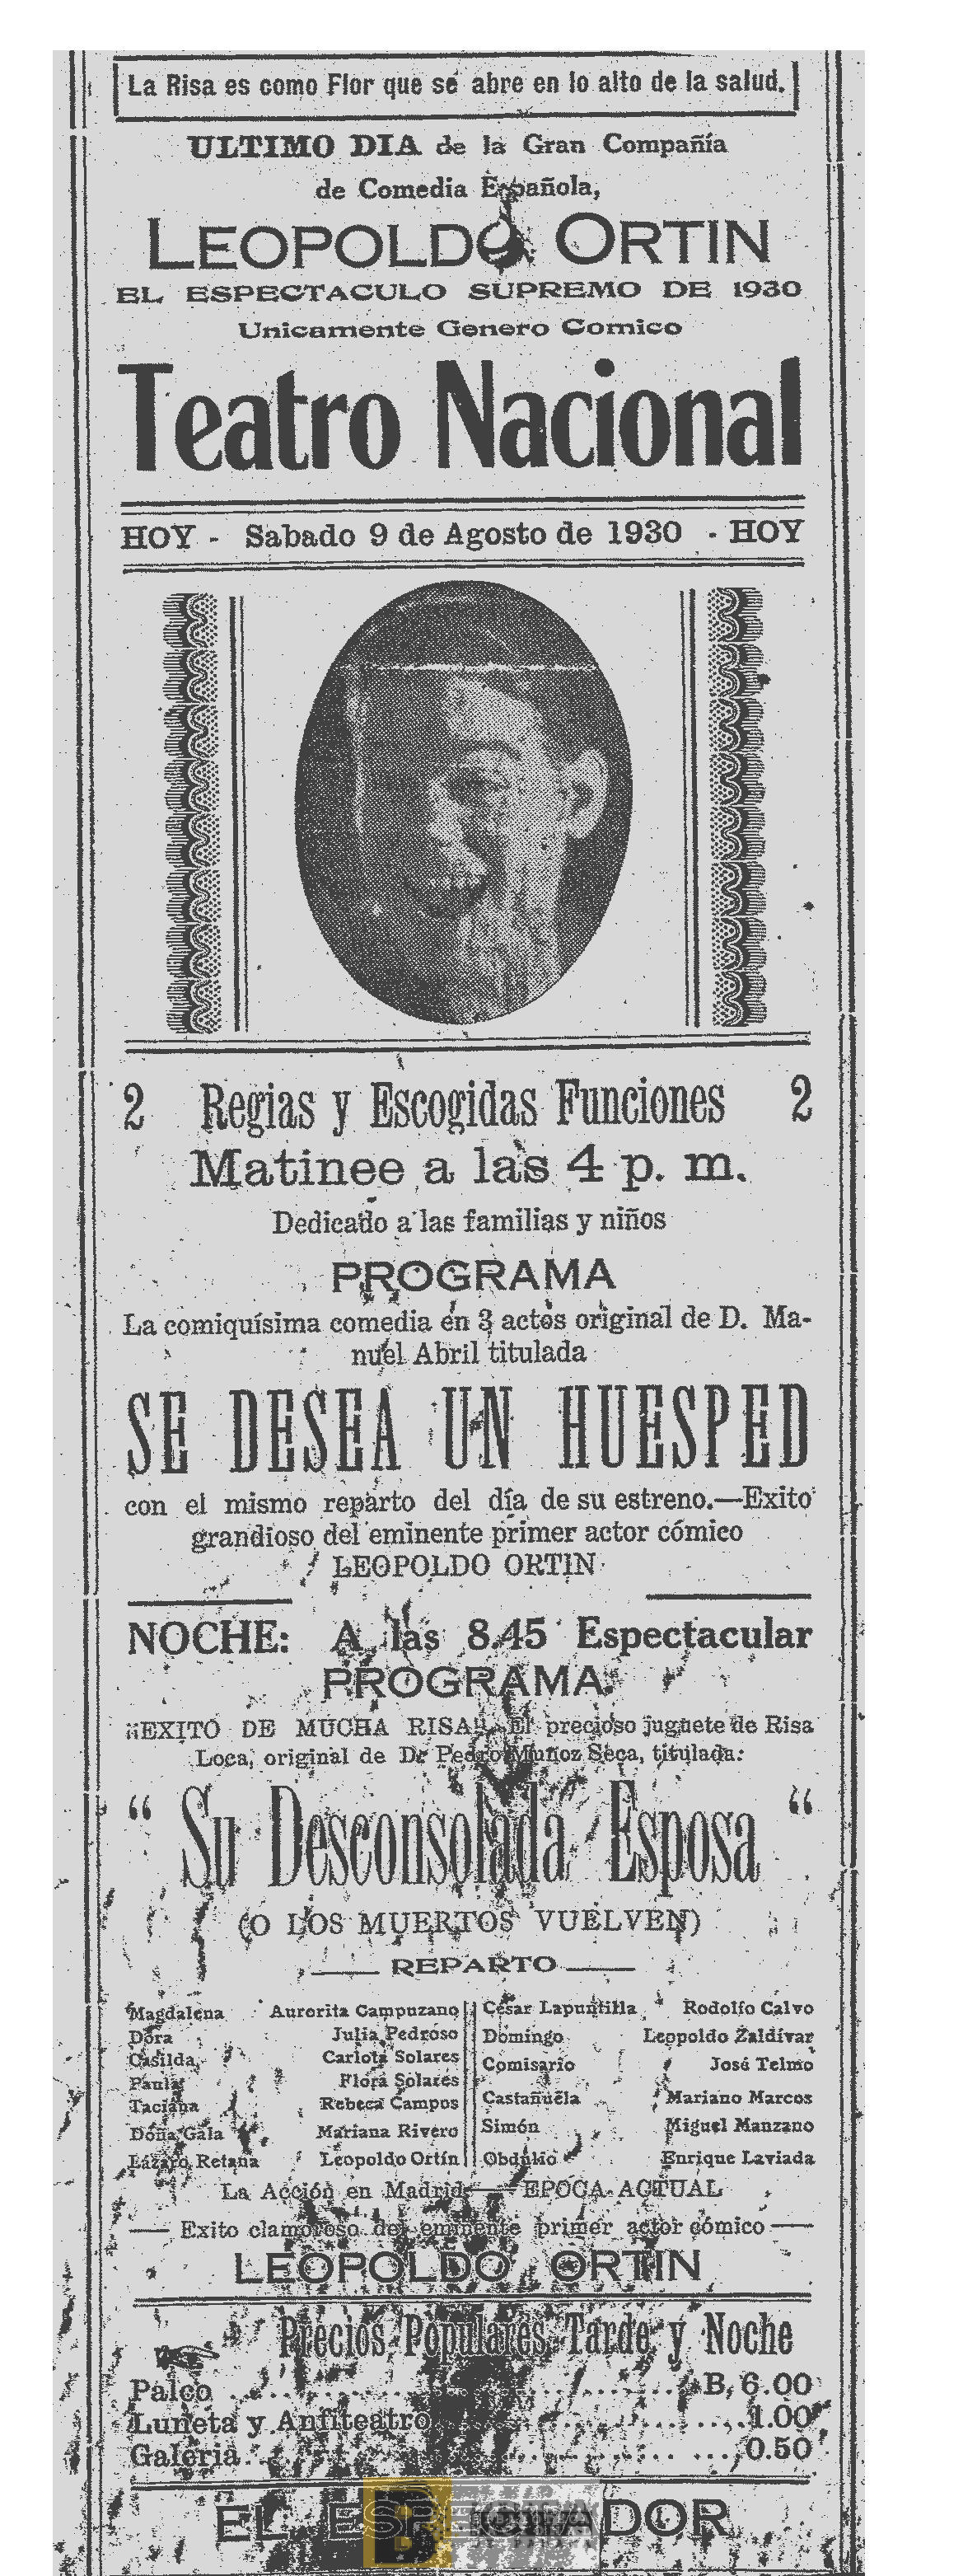 La Risa es como Flor que se abre en lo alto de la salud.
ULTIMO DIA de la Gran Compañía
de Comedia Española,
LEOPOLDO ORTIN
EL ESPECTACULO SUPREMO DE 1930
Unicamente Genero Comico
Teatro Nacional
HOY - Sabado 9 de Agosto de 1930 - HOY
2 Regias y Escogidas Funciones 2
Matinee a las 4 p. m.
Dedicado a las familias y niños
PROGRAMA
La comiquísima comedia en 3 actos original de D. Ma-
nuel Abril titulada
SE DESEA UN HUESPED
con el mismo reparto del día de su estreno.—Exito
grandioso del eminente primer actor cómico
LEOPOLDO ORTIN
NOCHE: A las 8.45 Espectacular
PROGRAMA
¡¡EXITO DE MUCHA RISA!! El precioso juguete de Risa
Loca, original de D. Pedro Muñoz Seca, titulada:
“ Su Desconsolada Esposa “
(O LOS MUERTOS VUELVEN)
REPARTO
Magdalena Aurorita Campuzano
Dora Julia Pedroso
Casilda Carlota Solares
Paula Flora Solares
Taciana Rebeca Campos
Doña Gala Mariana Rivero
Lázaro Retana Leopoldo Ortín
César Lapuntilla Rodolfo Calvo
Domingo Leopoldo Zaldívar
Comisario José Telmo
Castañuela Mariano Marcos
Simón Miguel Manzano
Obdulio Enrique Laviada
La Acción en Madrid — EPOCA ACTUAL
— Exito clamoroso del eminente primer actor cómico —
LEOPOLDO ORTIN
Precios Populares Tarde y Noche
Palco B. 6.00
Luneta y Anfiteatro 1.00
Galeria 0.50
EL ESPECTADOR